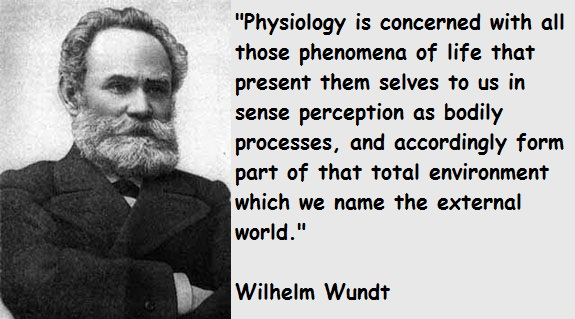 "Physiology is concerned with all
those phenomena of life that
present them selves to us in
sense perception as bodily
processes, and accordingly form
part of that total environment
which we name the external
world."
Wilhelm Wundt